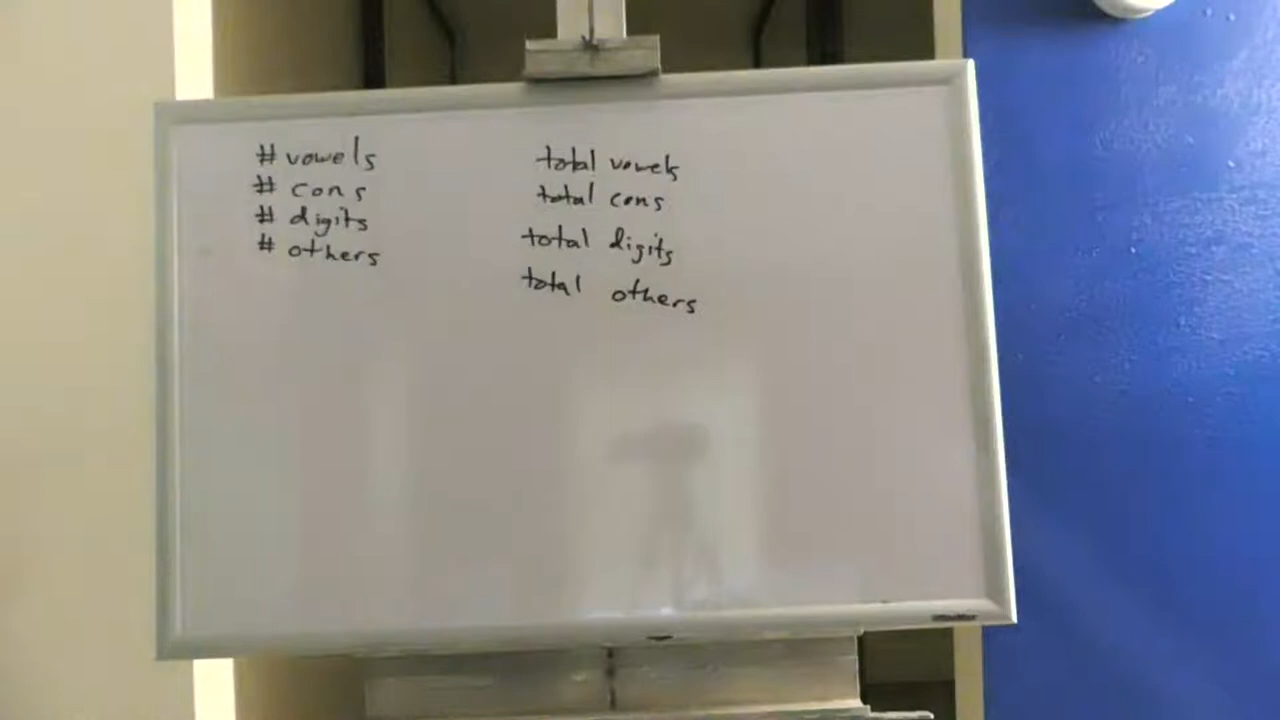 # vowels
# cons
# digits
# others
total vowels
total cons
total digits
total others